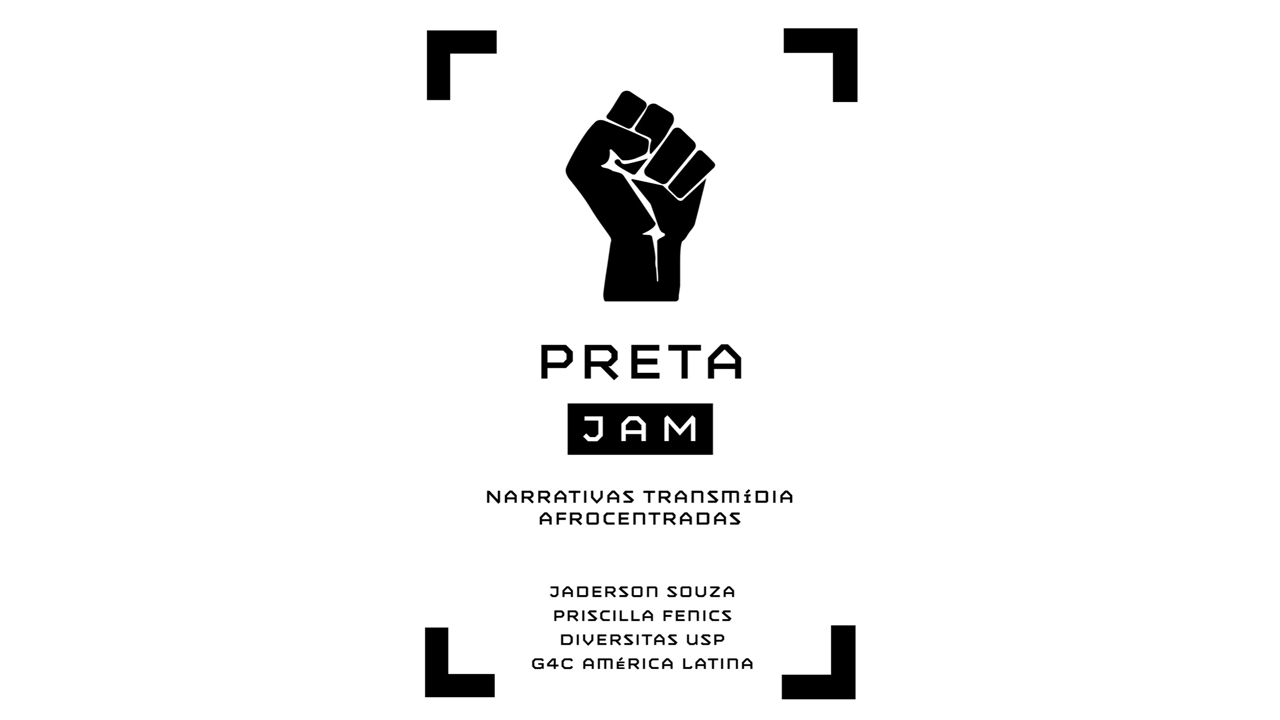 PRETA
JAM
NARRATIVAS TRANSMÍDIA
AFROCENTRADAS
JADERSON SOUZA
PRISCILLA FENICS
DIVERSITAS USP
G4C AMÉRICA LATINA